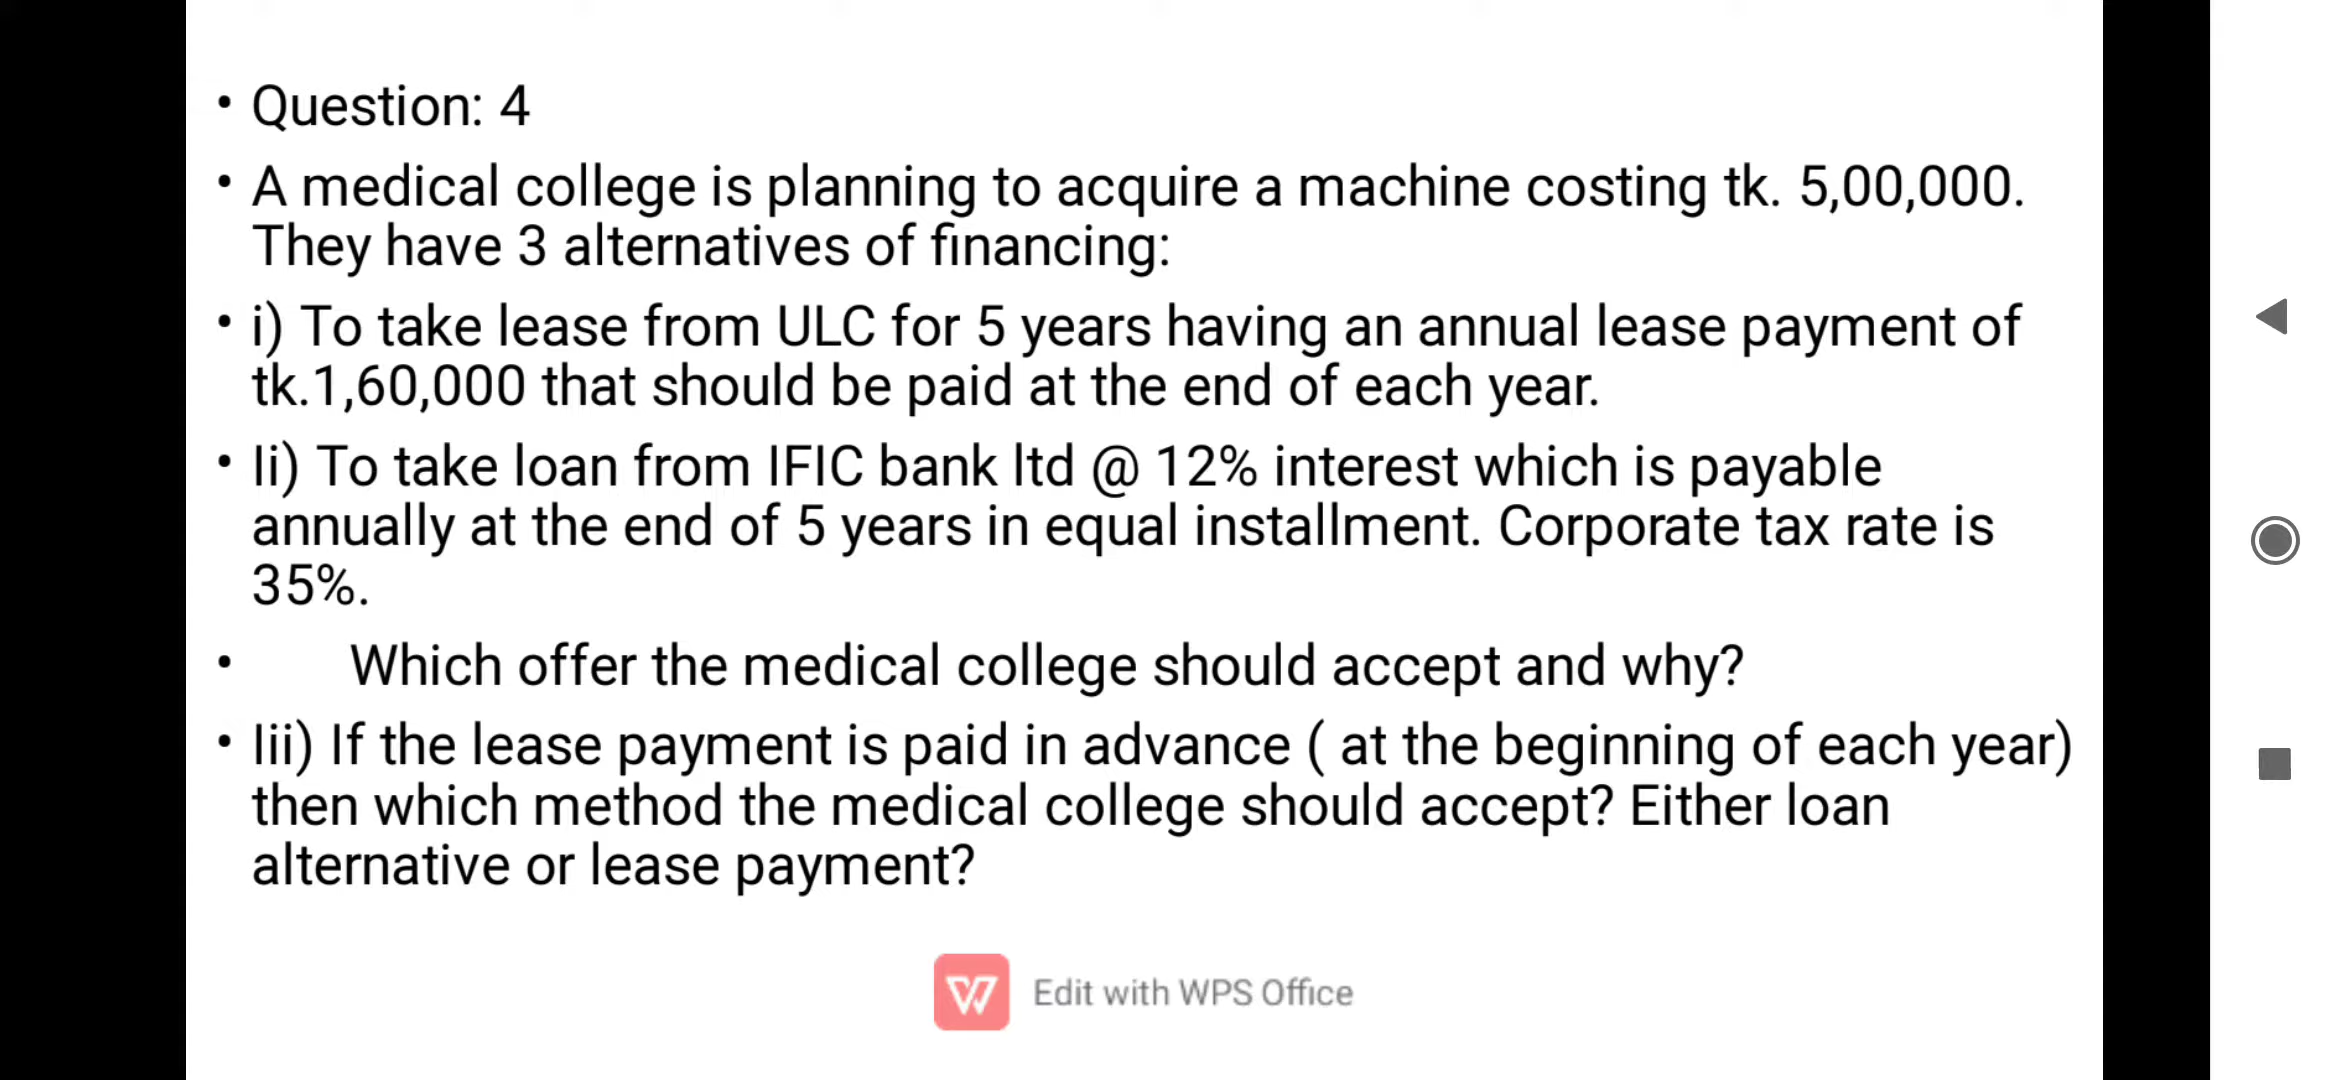 • Question: 4
• A medical college is planning to acquire a machine costing tk. 5,00,000.
They have 3 alternatives of financing:
• i) To take lease from ULC for 5 years having an annual lease payment of
tk.1,60,000 that should be paid at the end of each year.
• Ii) To take loan from IFIC bank ltd @ 12% interest which is payable
annually at the end of 5 years in equal installment. Corporate tax rate is
35%.
• Which offer the medical college should accept and why?
• Iii) If the lease payment is paid in advance ( at the beginning of each year)
then which method the medical college should accept? Either loan
alternative or lease payment?
Edit with WPS Office